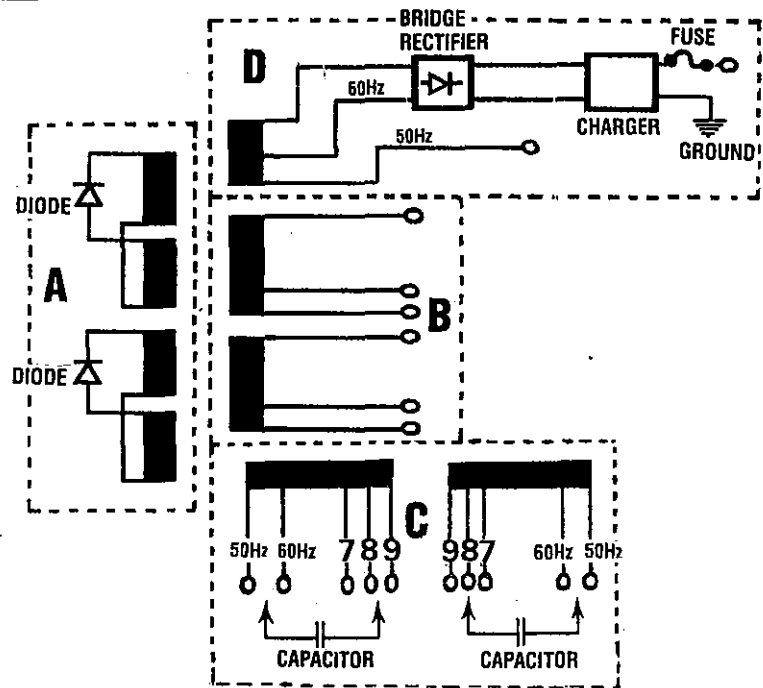 BRIDGE
RECTIFIER
FUSE
D
60Hz
CHARGER
50Hz
GROUND
DIODE
A
B
DIODE
C
50Hz 60Hz 7 8 9
9 8 7 60Hz 50Hz
CAPACITOR
CAPACITOR